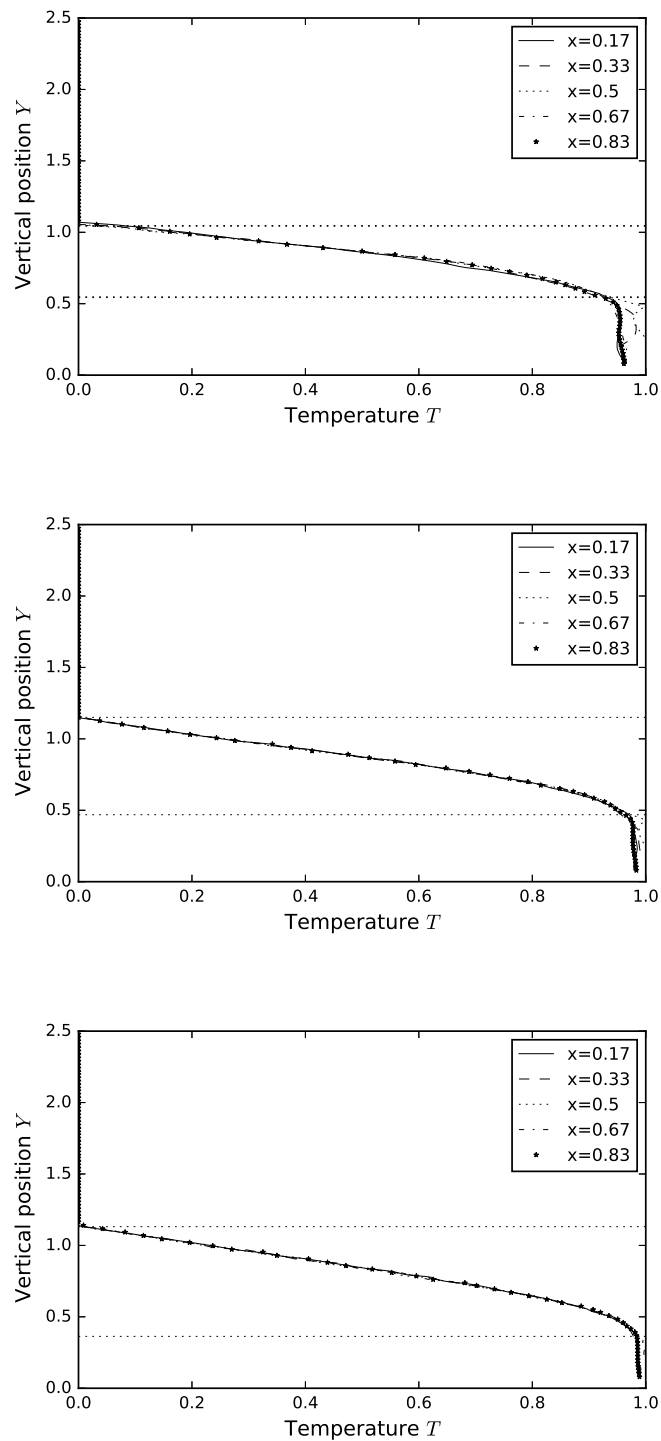 2.5
2.0
1.5
1.0
0.5
0.0
Vertical position Y
x=0.17
x=0.33
x=0.5
x=0.67
x=0.83
0.0 0.2 0.4 0.6 0.8 1.0
Temperature T
2.5
2.0
1.5
1.0
0.5
0.0
Vertical position Y
x=0.17
x=0.33
x=0.5
x=0.67
x=0.83
0.0 0.2 0.4 0.6 0.8 1.0
Temperature T
2.5
2.0
1.5
1.0
0.5
0.0
Vertical position Y
x=0.17
x=0.33
x=0.5
x=0.67
x=0.83
0.0 0.2 0.4 0.6 0.8 1.0
Temperature T